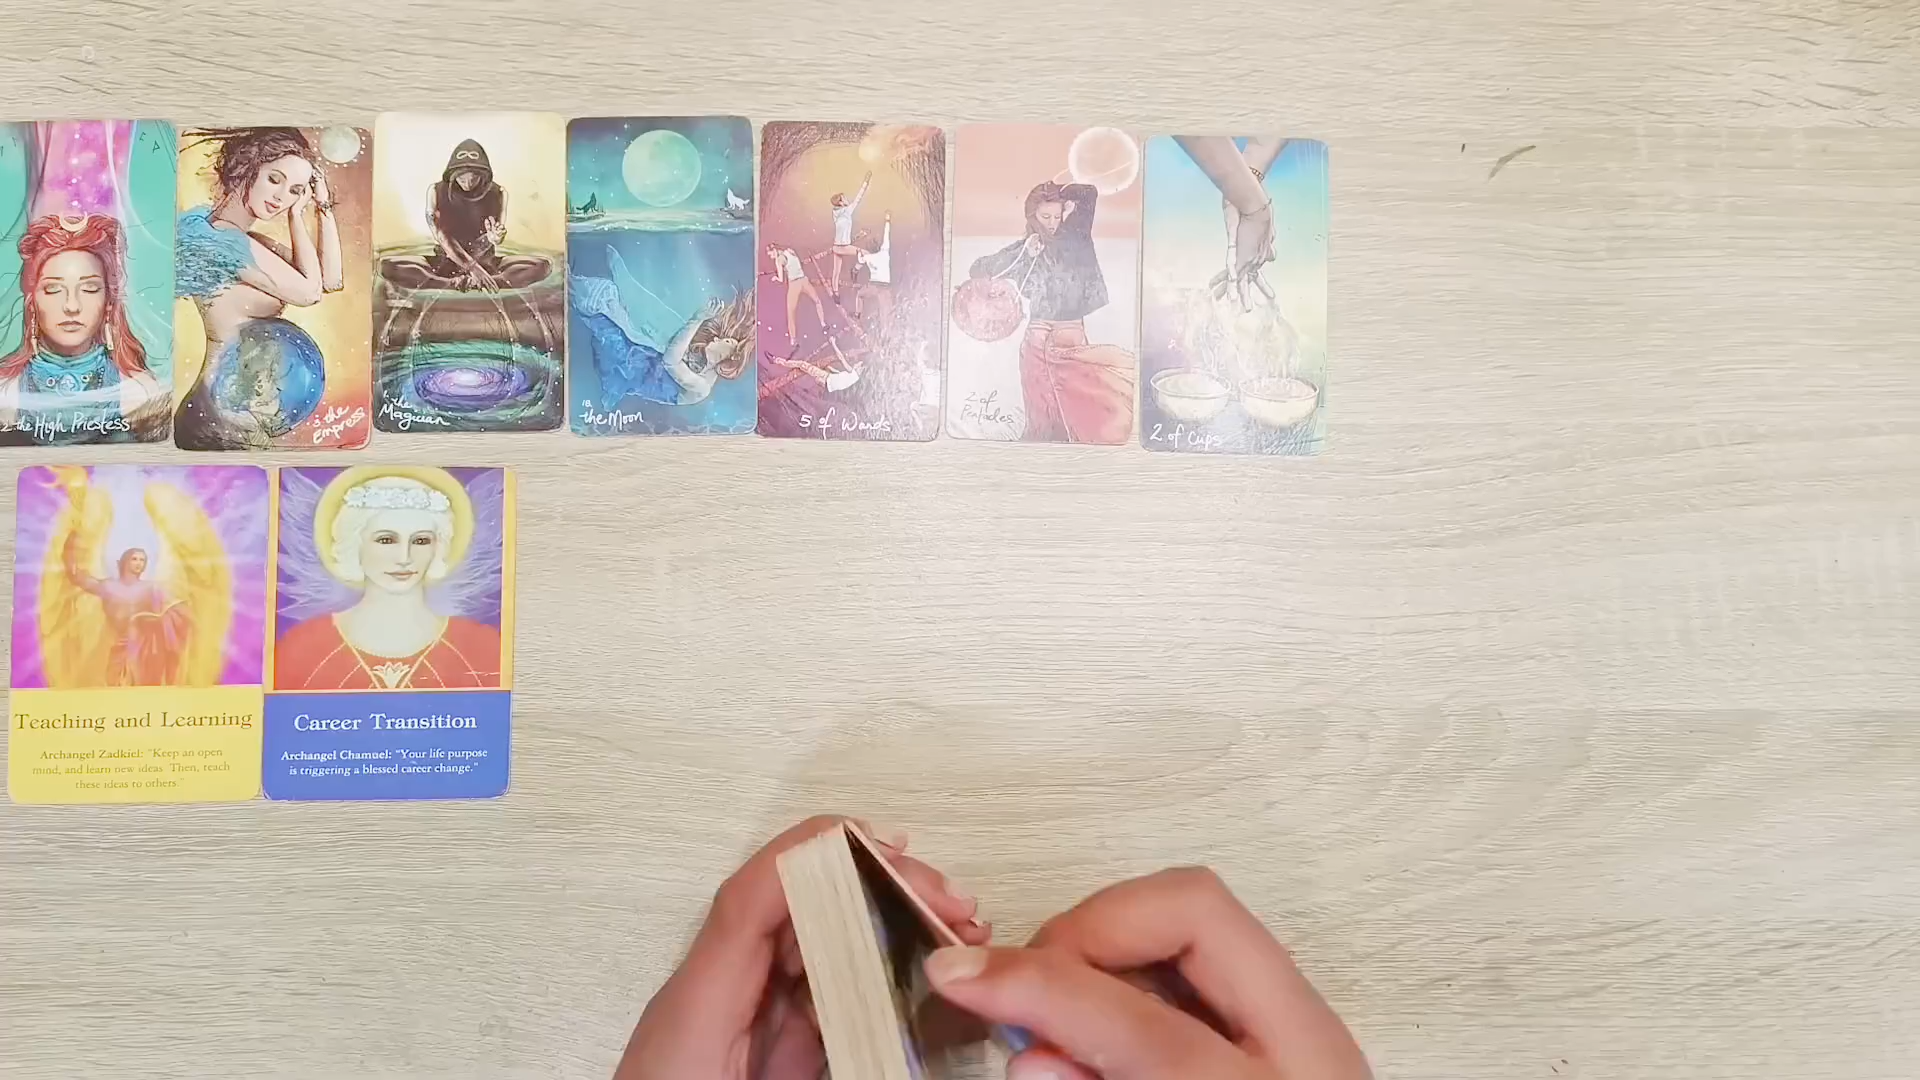 2 the High Priestess
3. the
Empress
1. the
Magician
18.
the Moon
5 of Wands
2 of
Pentacles
2 of Cups
Teaching and Learning
Archangel Zadkiel: "Keep an open
mind, and learn new ideas. Then, teach
these ideas to others."
Career Transition
Archangel Chamuel: "Your life purpose
is triggering a blessed career change."